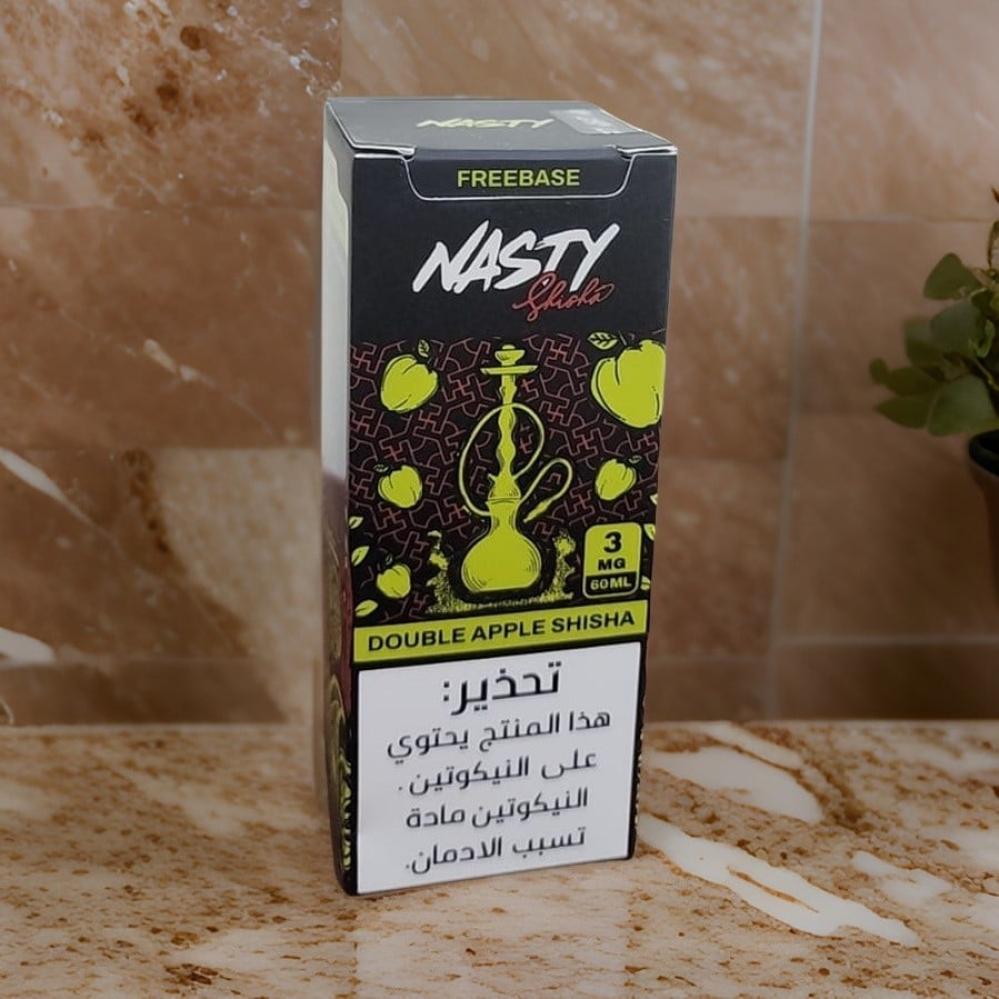 NASTY
FREEBASE
NASTY
Shisha
3
MG
60ML
DOUBLE APPLE SHISHA
تحذير:
هذا المنتج يحتوي
على النيكوتين.
النيكوتين مادة
تسبب الادمان.